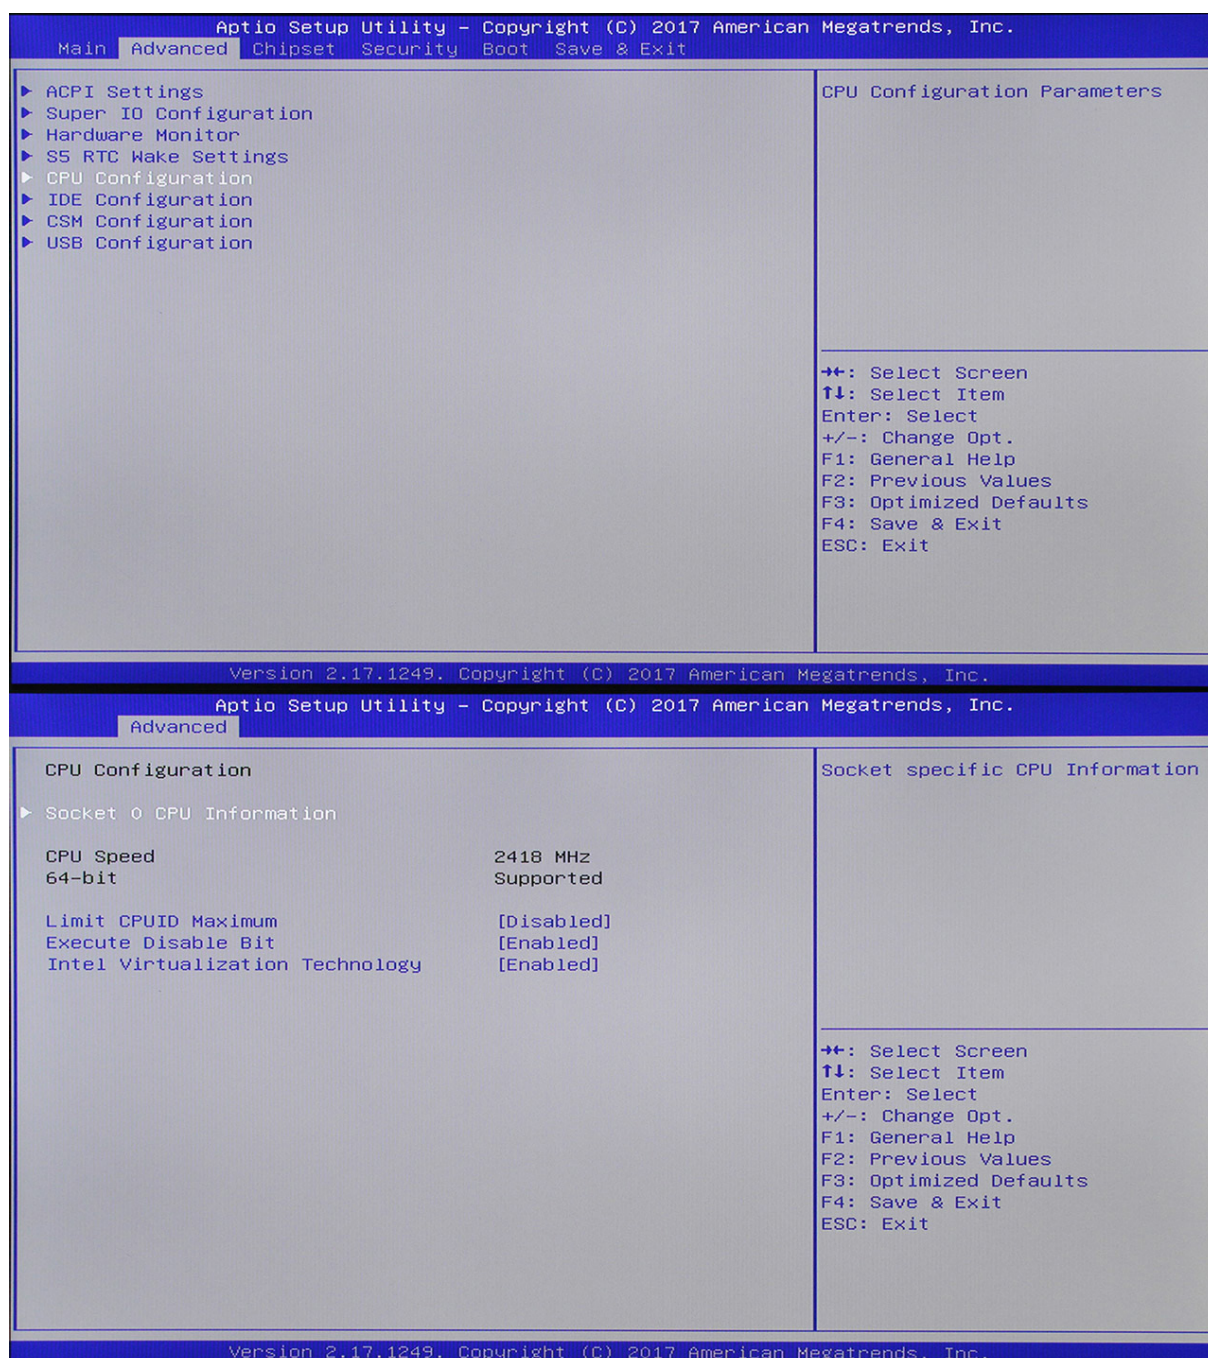 Aptio Setup Utility – Copyright (C) 2017 American Megatrends, Inc.
Main Advanced Chipset Security Boot Save & Exit
▶ ACPI Settings
▶ Super IO Configuration
▶ Hardware Monitor
▶ S5 RTC Wake Settings
▶ CPU Configuration
▶ IDE Configuration
▶ CSM Configuration
▶ USB Configuration
CPU Configuration Parameters
→←: Select Screen
↑↓: Select Item
Enter: Select
+/-: Change Opt.
F1: General Help
F2: Previous Values
F3: Optimized Defaults
F4: Save & Exit
ESC: Exit
Version 2.17.1249. Copyright (C) 2017 American Megatrends, Inc.
Aptio Setup Utility – Copyright (C) 2017 American Megatrends, Inc.
Advanced
CPU Configuration
▶ Socket 0 CPU Information
CPU Speed 2418 MHz
64-bit Supported
Limit CPUID Maximum [Disabled]
Execute Disable Bit [Enabled]
Intel Virtualization Technology [Enabled]
Socket specific CPU Information
→←: Select Screen
↑↓: Select Item
Enter: Select
+/-: Change Opt.
F1: General Help
F2: Previous Values
F3: Optimized Defaults
F4: Save & Exit
ESC: Exit
Version 2.17.1249. Copyright (C) 2017 American Megatrends, Inc.